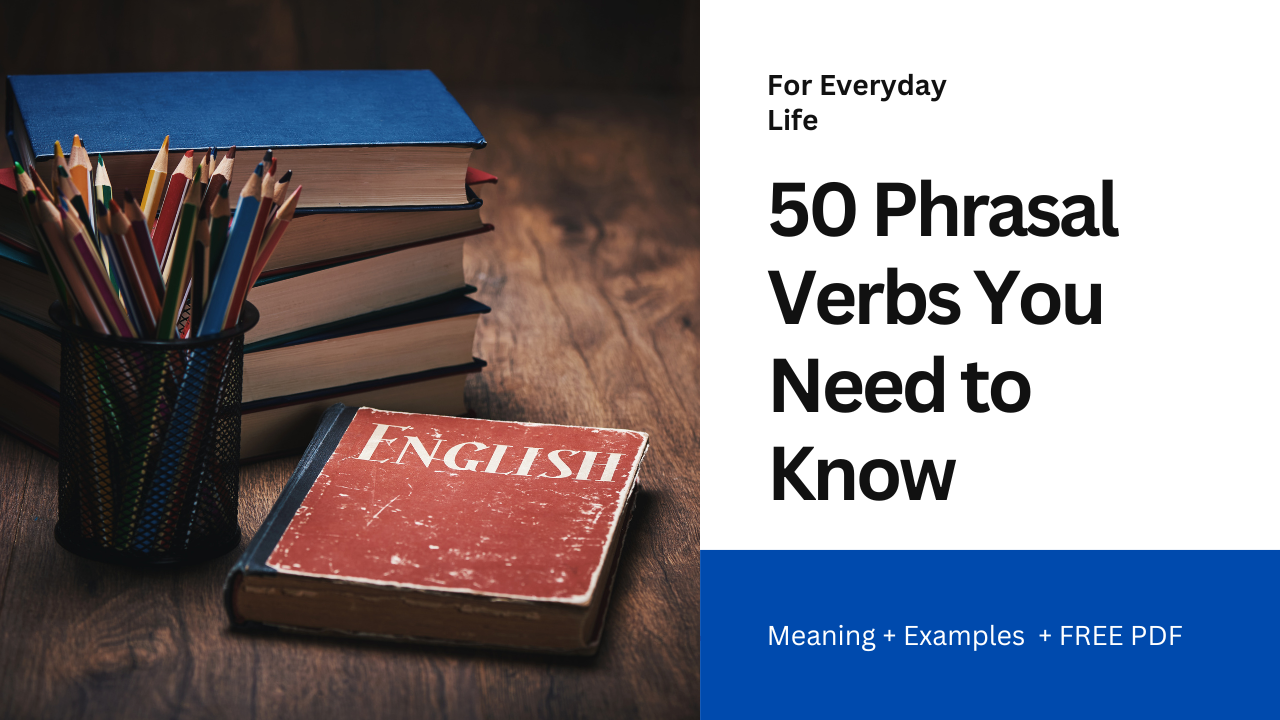 For Everyday
Life
50 Phrasal
Verbs You
Need to
Know
ENGLISH
Meaning + Examples + FREE PDF